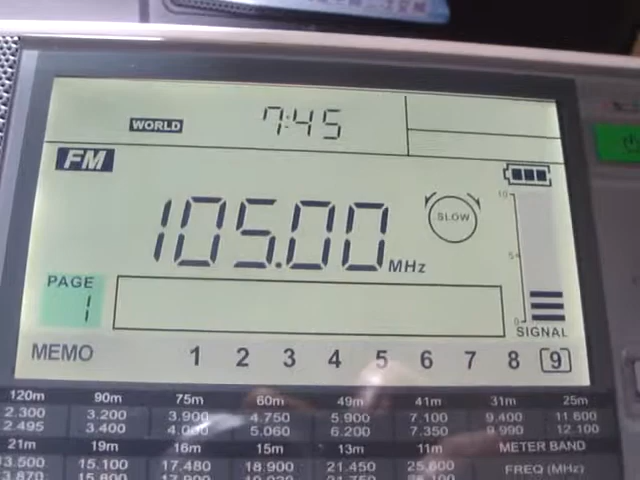 WORLD 7:45
FM
10
105.00 MHz SLOW
5
PAGE
1
0
SIGNAL
MEMO 1 2 3 4 5 6 7 8 9
120m 90m 75m 60m 49m 41m 31m 25m
2.300 3.200 3.900 4.750 5.900 7.100 9.400 11.600
2.495 3.400 4.000 5.060 6.200 7.350 9.990 12.100
21m 19m 16m 15m 13m 11m METER BAND
13.500 15.100 17.480 18.900 21.450 25.600 FREQ (MHz)